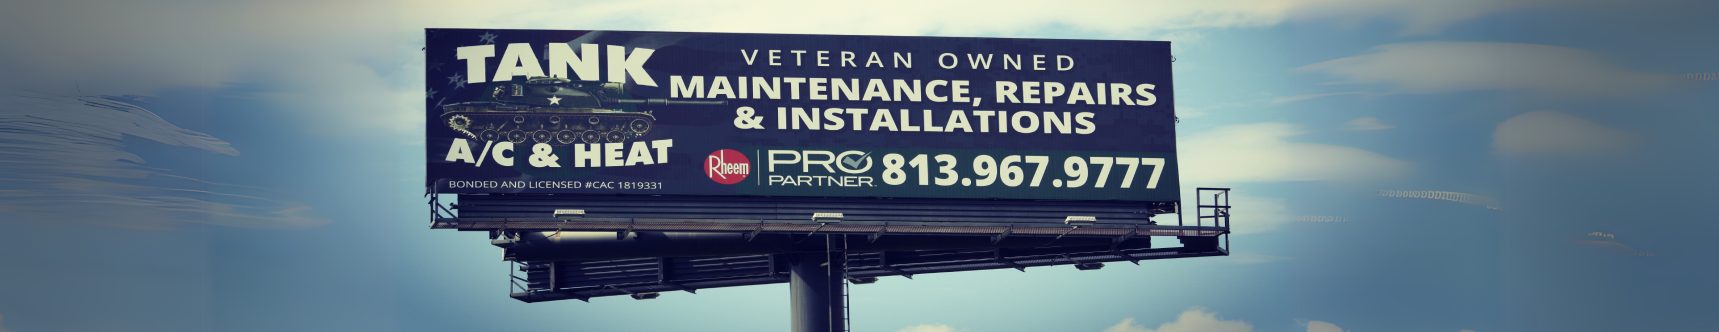 TANK
A/C & HEAT
BONDED AND LICENSED #CAC 1819331
VETERAN OWNED
MAINTENANCE, REPAIRS
& INSTALLATIONS
Rheem
PRO
PARTNER
813.967.9777